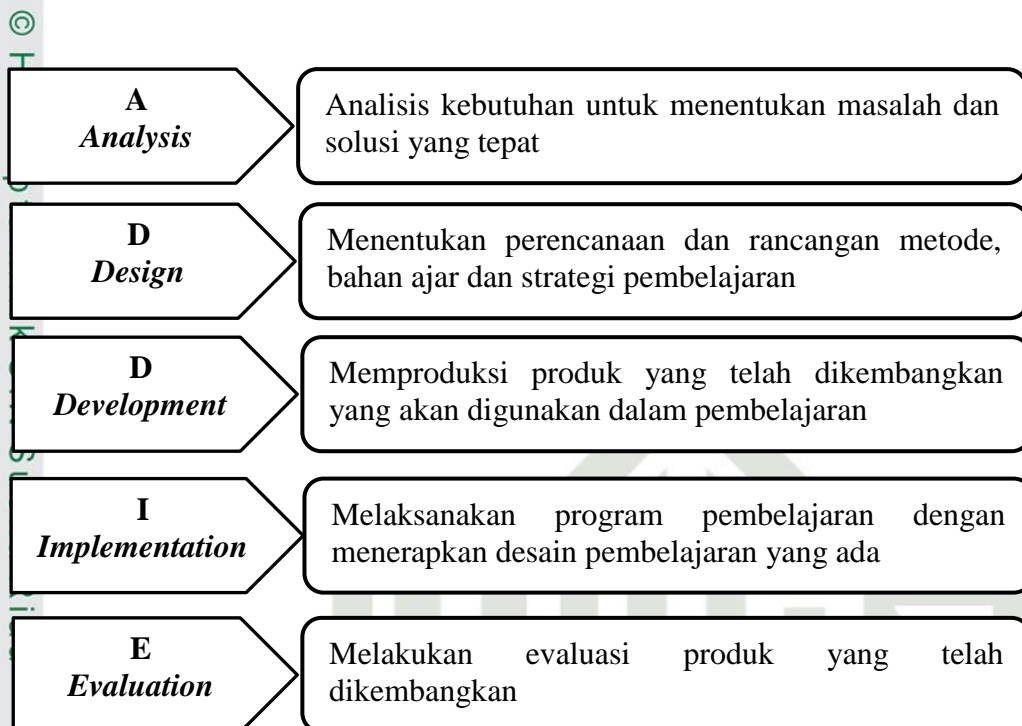 A
Analysis
Analisis kebutuhan untuk menentukan masalah dan
solusi yang tepat
D
Design
Menentukan perencanaan dan rancangan metode,
bahan ajar dan strategi pembelajaran
D
Development
Memproduksi produk yang telah dikembangkan
yang akan digunakan dalam pembelajaran
I
Implementation
Melaksanakan program pembelajaran dengan
menerapkan desain pembelajaran yang ada
E
Evaluation
Melakukan evaluasi produk yang telah
dikembangkan